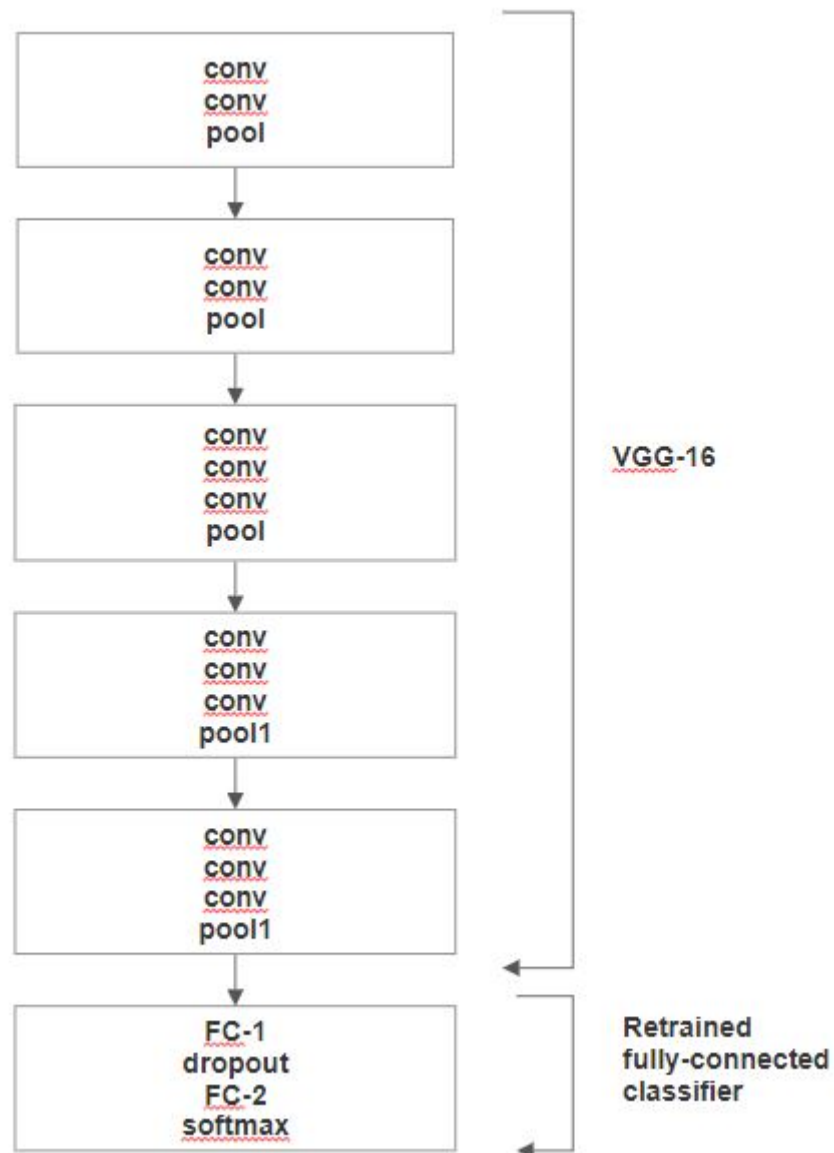 conv
conv
pool
conv
conv
pool
conv
conv
conv
pool
conv
conv
conv
pool1
conv
conv
conv
pool1
VGG-16
FC-1
dropout
FC-2
softmax
Retrained
fully-connected
classifier